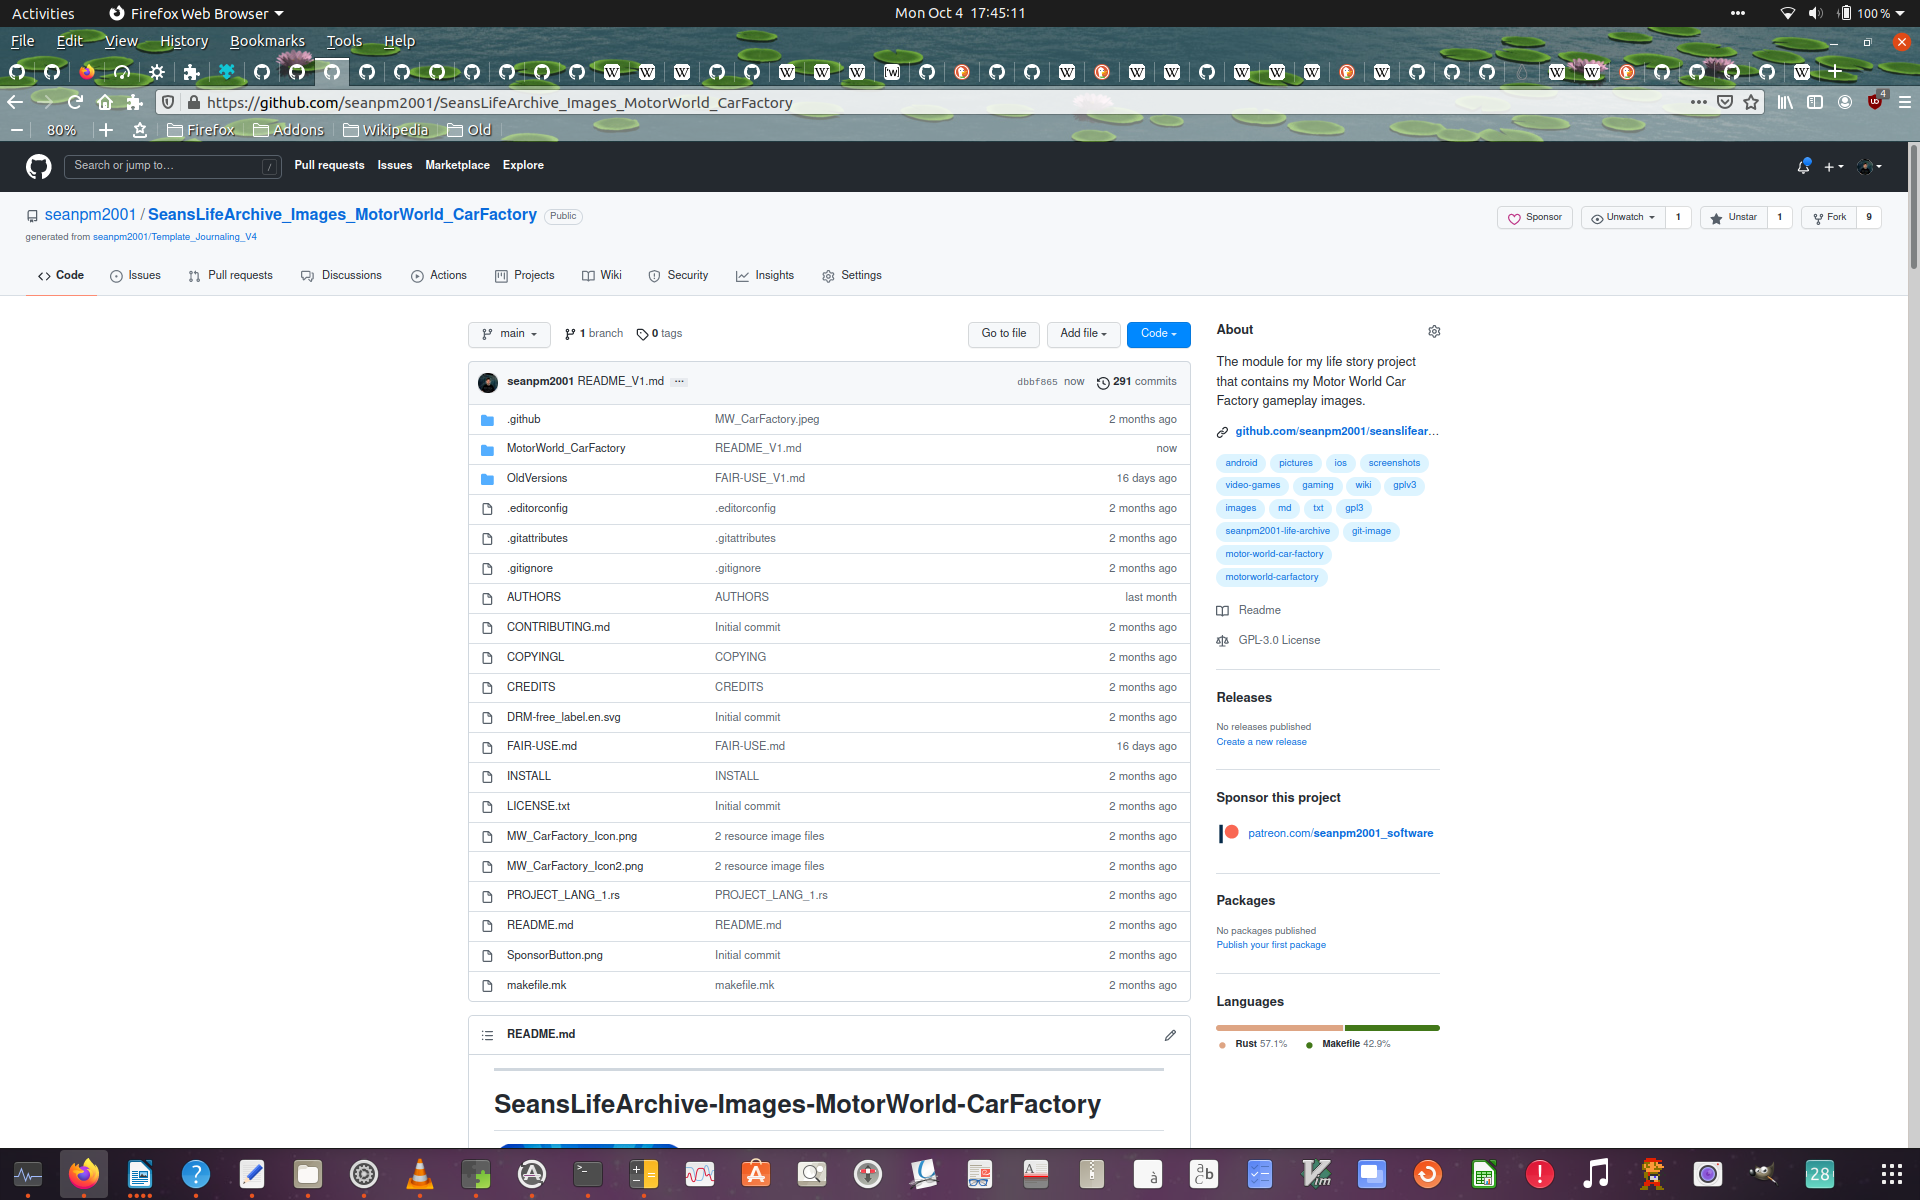 Activities Firefox Web Browser Mon Oct 4 17:45:11 100 %
File Edit View History Bookmarks Tools Help
https://github.com/seanpm2001/SeansLifeArchive_Images_MotorWorld_CarFactory 4
80% Firefox Addons Wikipedia Old
Search or jump to... / Pull requests Issues Marketplace Explore
seanpm2001 / SeansLifeArchive_Images_MotorWorld_CarFactory Public Sponsor Unwatch 1 Unstar 1 Fork 9
generated from seanpm2001/Template_Journaling_V4
Code Issues Pull requests Discussions Actions Projects Wiki Security Insights Settings
main 1 branch 0 tags Go to file Add file Code
seanpm2001 README_V1.md ... dbbf865 now 291 commits
.github MW_CarFactory.jpeg 2 months ago
MotorWorld_CarFactory README_V1.md now
OldVersions FAIR-USE_V1.md 16 days ago
.editorconfig .editorconfig 2 months ago
.gitattributes .gitattributes 2 months ago
.gitignore .gitignore 2 months ago
AUTHORS AUTHORS last month
CONTRIBUTING.md Initial commit 2 months ago
COPYINGL COPYING 2 months ago
CREDITS CREDITS 2 months ago
DRM-free_label.en.svg Initial commit 2 months ago
FAIR-USE.md FAIR-USE.md 16 days ago
INSTALL INSTALL 2 months ago
LICENSE.txt Initial commit 2 months ago
MW_CarFactory_Icon.png 2 resource image files 2 months ago
MW_CarFactory_Icon2.png 2 resource image files 2 months ago
PROJECT_LANG_1.rs PROJECT_LANG_1.rs 2 months ago
README.md README.md 2 months ago
SponsorButton.png Initial commit 2 months ago
makefile.mk makefile.mk 2 months ago
README.md
SeansLifeArchive-Images-MotorWorld-CarFactory
About
The module for my life story project
that contains my Motor World Car
Factory gameplay images.
github.com/seanpm2001/seanslifear...
android pictures ios screenshots
video-games gaming wiki gplv3
images md txt gpl3
seanpm2001-life-archive git-image
motor-world-car-factory
motorworld-carfactory
Readme
GPL-3.0 License
Releases
No releases published
Create a new release
Sponsor this project
patreon.com/seanpm2001_software
Packages
No packages published
Publish your first package
Languages
Rust 57.1% Makefile 42.9%
28